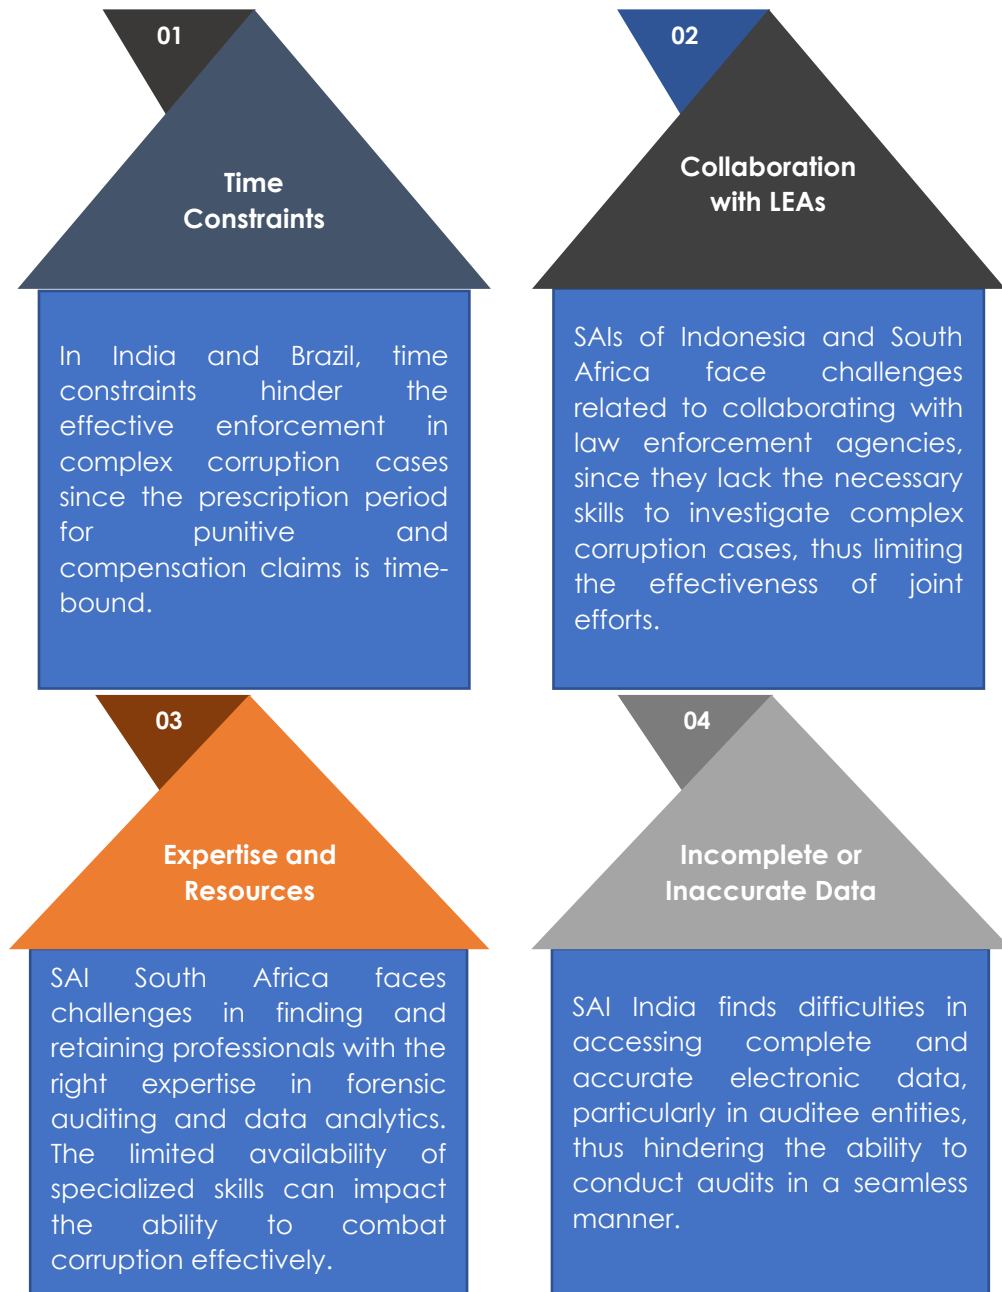 01
Time
Constraints
In India and Brazil, time
constraints hinder the
effective enforcement in
complex corruption cases
since the prescription period
for punitive and
compensation claims is time-
bound.
02
Collaboration
with LEAs
SAIs of Indonesia and South
Africa face challenges
related to collaborating with
law enforcement agencies,
since they lack the necessary
skills to investigate complex
corruption cases, thus limiting
the effectiveness of joint
efforts.
03
Expertise and
Resources
SAI South Africa faces
challenges in finding and
retaining professionals with the
right expertise in forensic
auditing and data analytics.
The limited availability of
specialized skills can impact
the ability to combat
corruption effectively.
04
Incomplete or
Inaccurate Data
SAI India finds difficulties in
accessing complete and
accurate electronic data,
particularly in auditee entities,
thus hindering the ability to
conduct audits in a seamless
manner.